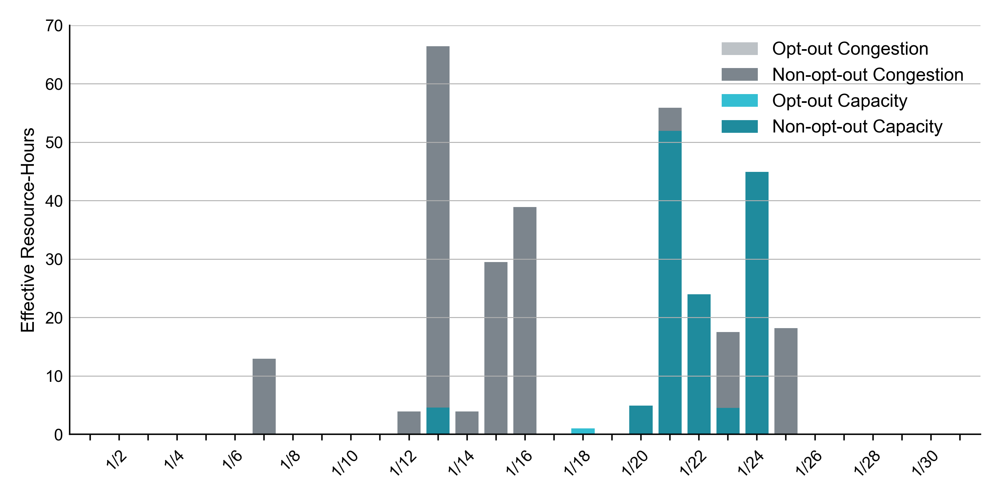 Effective Resource-Hours
70
60
50
40
30
20
10
0
Opt-out Congestion
Non-opt-out Congestion
Opt-out Capacity
Non-opt-out Capacity
1/2 1/4 1/6 1/8 1/10 1/12 1/14 1/16 1/18 1/20 1/22 1/24 1/26 1/28 1/30